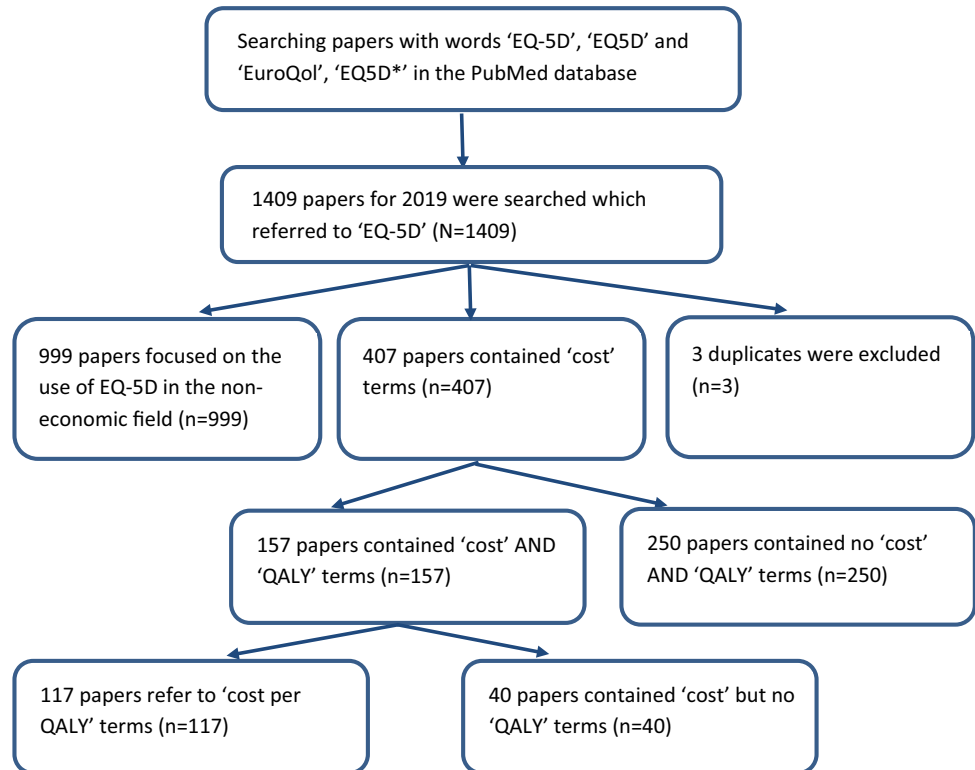 Searching papers with words ‘EQ-5D’, ‘EQ5D’ and
‘EuroQol’, ‘EQ5D*’ in the PubMed database
1409 papers for 2019 were searched which
referred to ‘EQ-5D’ (N=1409)
999 papers focused on the
use of EQ-5D in the non-
economic field (n=999)
407 papers contained ‘cost’
terms (n=407)
3 duplicates were excluded
(n=3)
157 papers contained ‘cost’ AND
‘QALY’ terms (n=157)
250 papers contained no ‘cost’
AND ‘QALY’ terms (n=250)
117 papers refer to ‘cost per
QALY’ terms (n=117)
40 papers contained ‘cost’ but no
‘QALY’ terms (n=40)